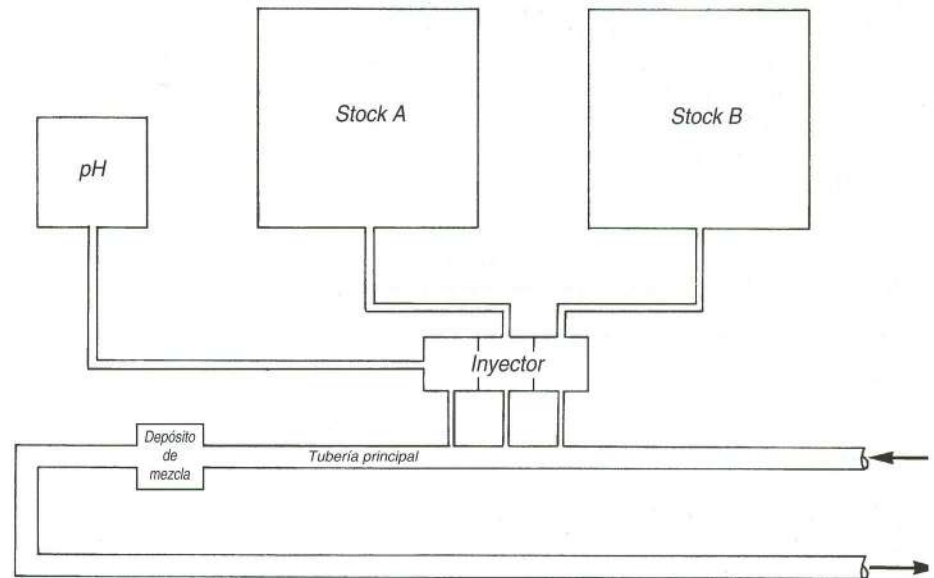 Stock A
Stock B
pH
Inyector
Depósito
de
mezcla
Tubería principal